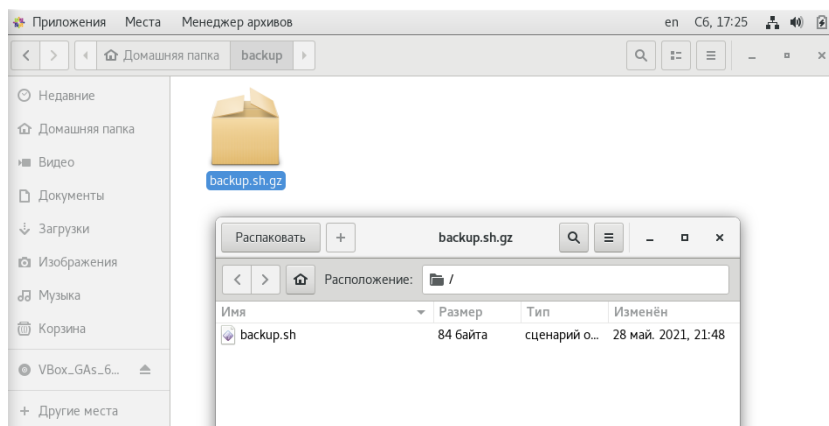 Приложения Места Менеджер архивов en Сб, 17:25
Домашняя папка backup
Недавние
Домашняя папка
Видео
Документы
Загрузки
Изображения
Музыка
Корзина
VBox_GAs_6...
+ Другие места
backup.sh.gz
Распаковать + backup.sh.gz
Расположение: /
Имя Размер Тип Изменён
backup.sh 84 байта сценарий о... 28 май. 2021, 21:48